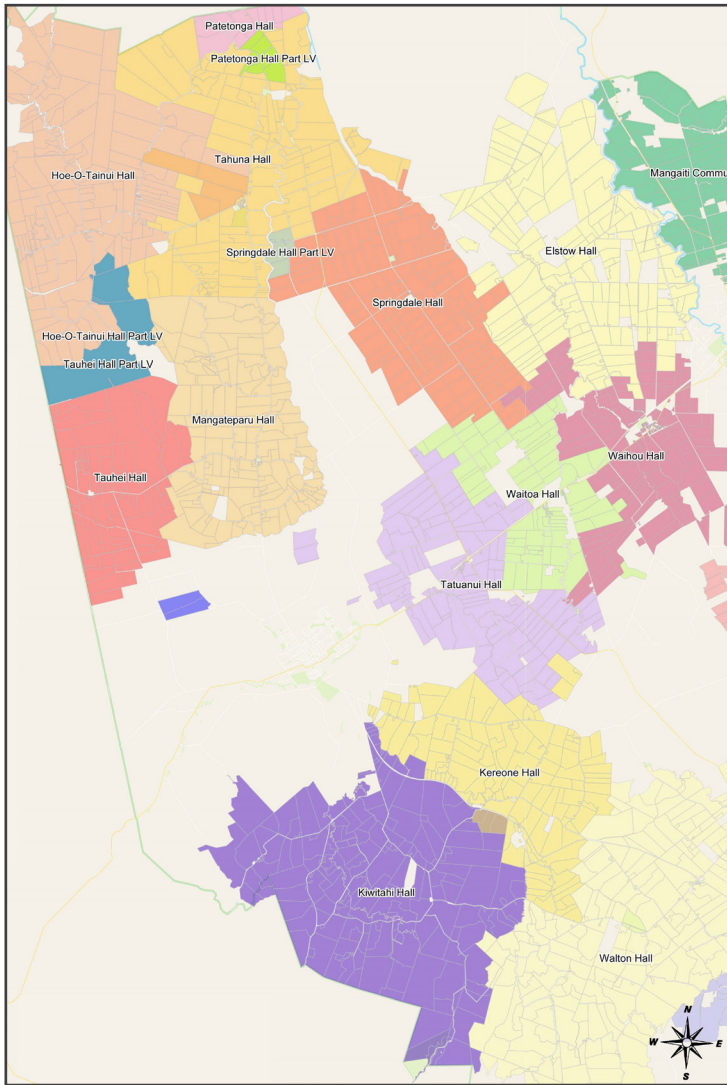 Patetonga Hall
Patetonga Hall Part LV
Tahuna Hall
Hoe-O-Tainui Hall
Mangaiti Commu
Springdale Hall Part LV
Elstow Hall
Springdale Hall
Hoe-O-Tainui Hall Part LV
Tauhei Hall Part LV
Mangateparu Hall
Waihou Hall
Tauhei Hall
Waitoa Hall
Tatuanui Hall
Kereone Hall
Kiwitahi Hall
Walton Hall
N
W E
S